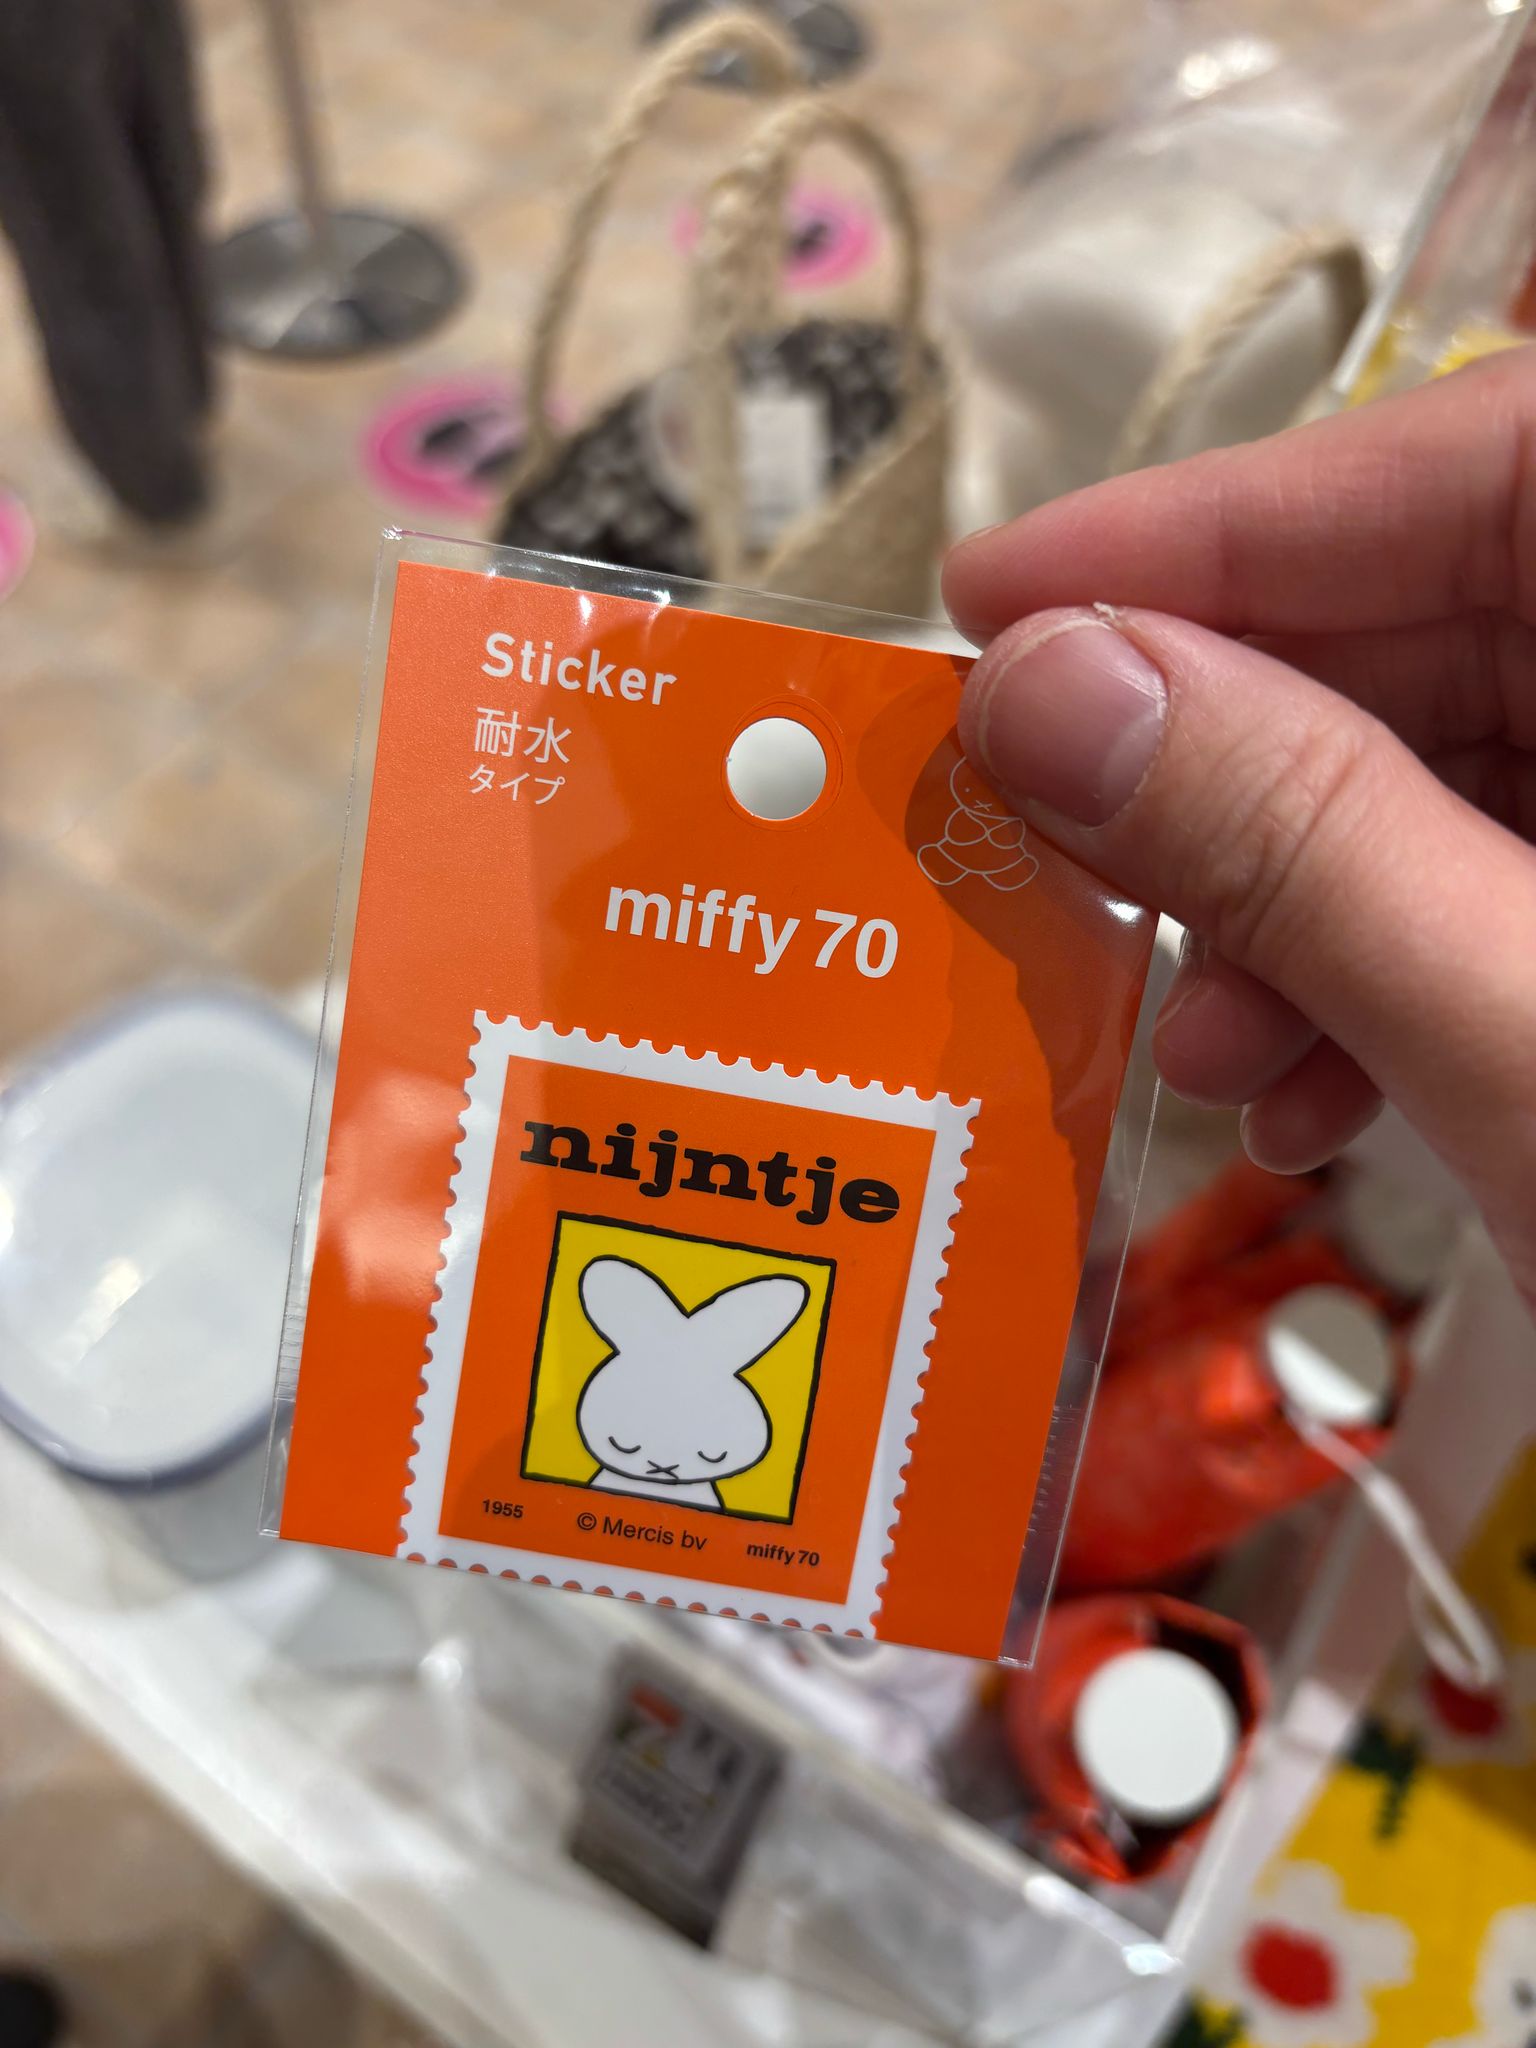 Sticker
耐水
タイプ
miffy 70
nijntje
1955
© Mercis bv
miffy 70